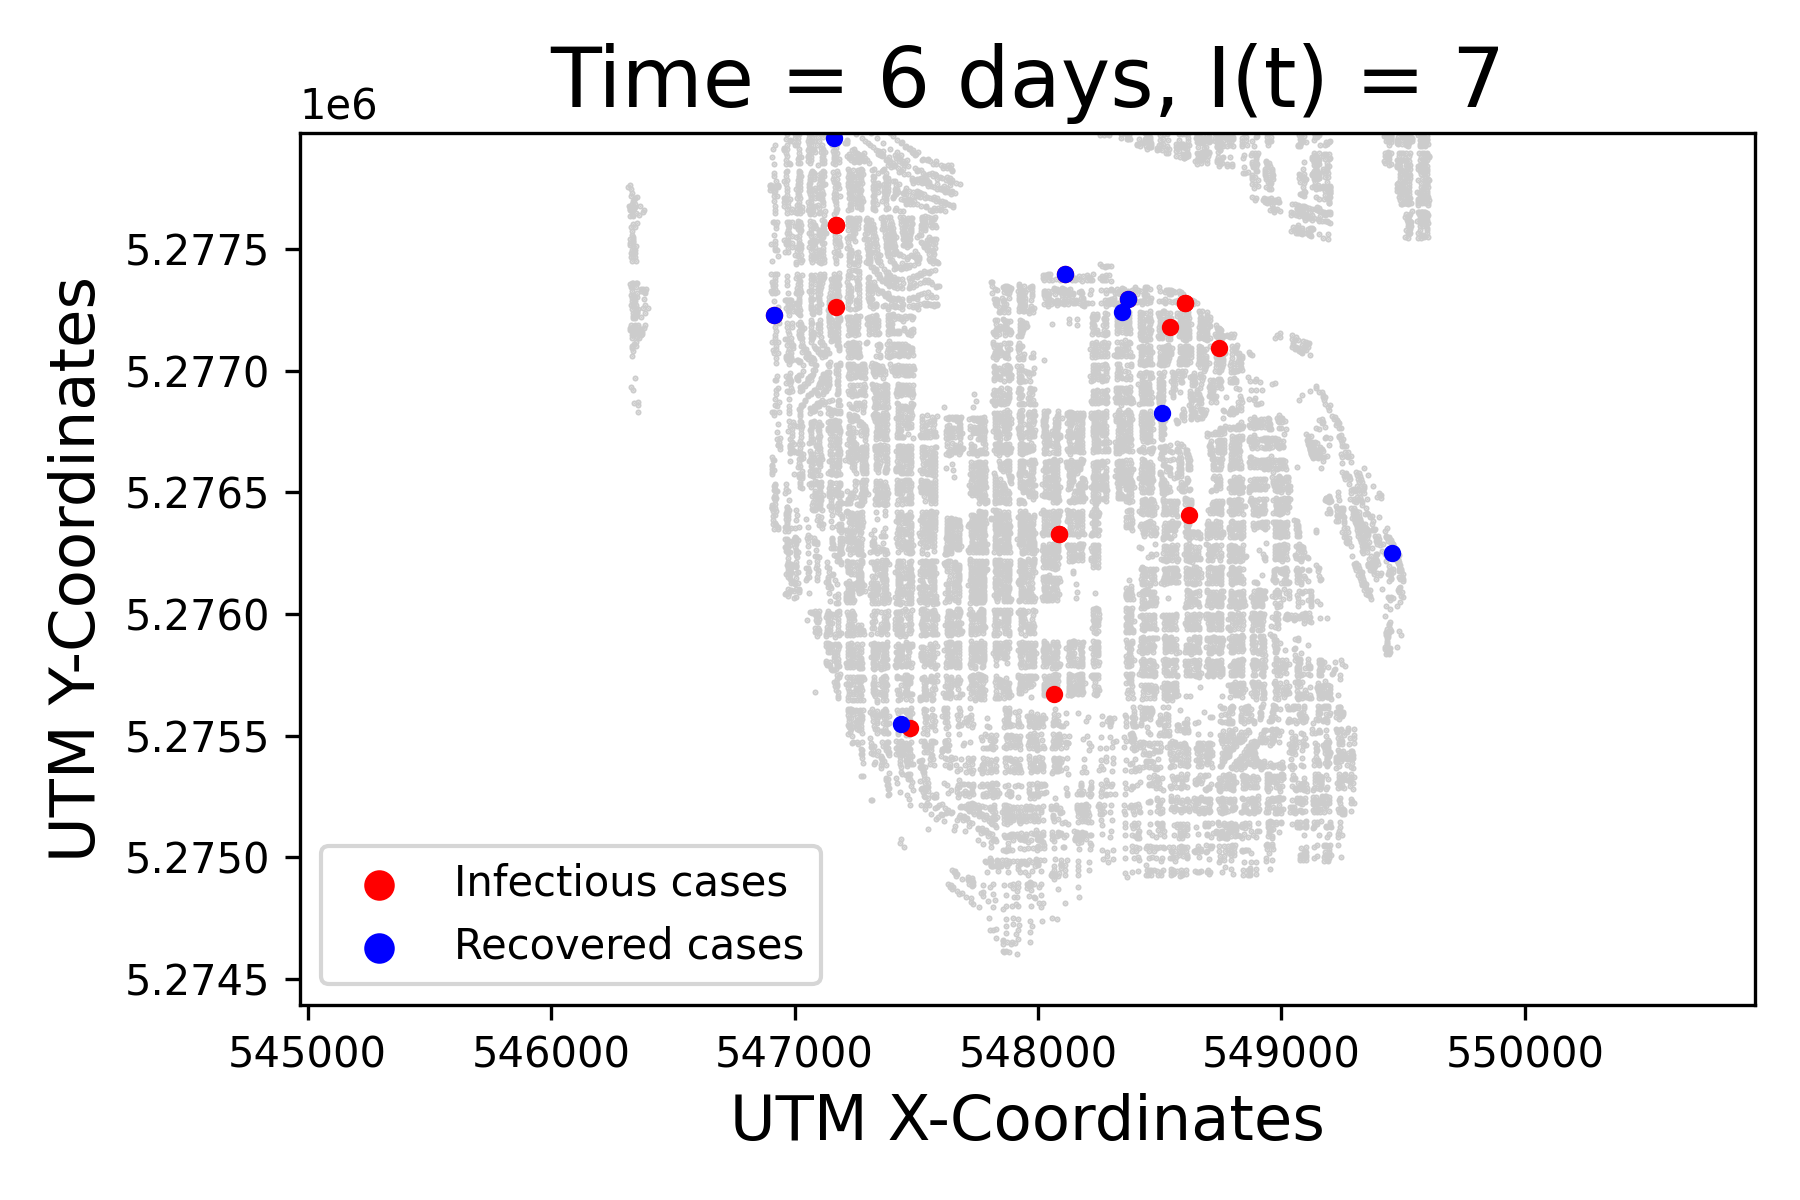 Time = 6 days, I(t) = 7
1e6
5.2775
5.2770
5.2765
5.2760
5.2755
5.2750
5.2745
UTM Y-Coordinates
Infectious cases
Recovered cases
545000 546000 547000 548000 549000 550000
UTM X-Coordinates